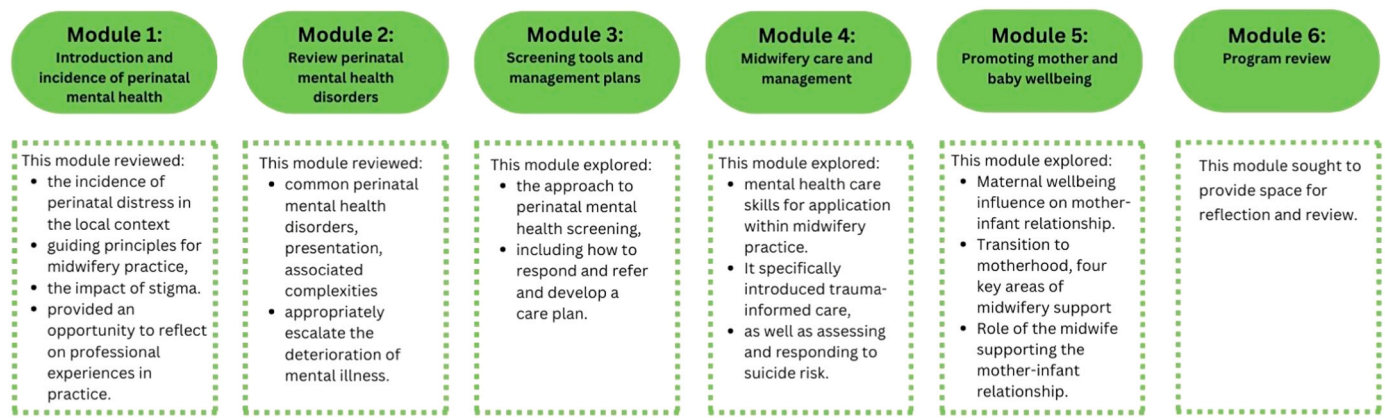 Module 1:
Introduction and
incidence of perinatal
mental health
This module reviewed:
• the incidence of
perinatal distress in
the local context
• guiding principles for
midwifery practice,
• the impact of stigma.
• provided an
opportunity to reflect
on professional
experiences in
practice.
Module 2:
Review perinatal
mental health
disorders
This module reviewed:
• common perinatal
mental health
disorders,
presentation,
associated
complexities
• appropriately
escalate the
deterioration of
mental illness.
Module 3:
Screening tools and
management plans
This module explored:
• the approach to
perinatal mental
health screening,
• including how to
respond and refer
and develop a
care plan.
Module 4:
Midwifery care and
management
This module explored:
• mental health care
skills for application
within midwifery
practice.
• It specifically
introduced trauma-
informed care,
• as well as assessing
and responding to
suicide risk.
Module 5:
Promoting mother and
baby wellbeing
This module explored:
• Maternal wellbeing
influence on mother-
infant relationship.
• Transition to
motherhood, four
key areas of
midwifery support
• Role of the midwife
supporting the
mother-infant
relationship.
Module 6:
Program review
This module sought to
provide space for
reflection and review.